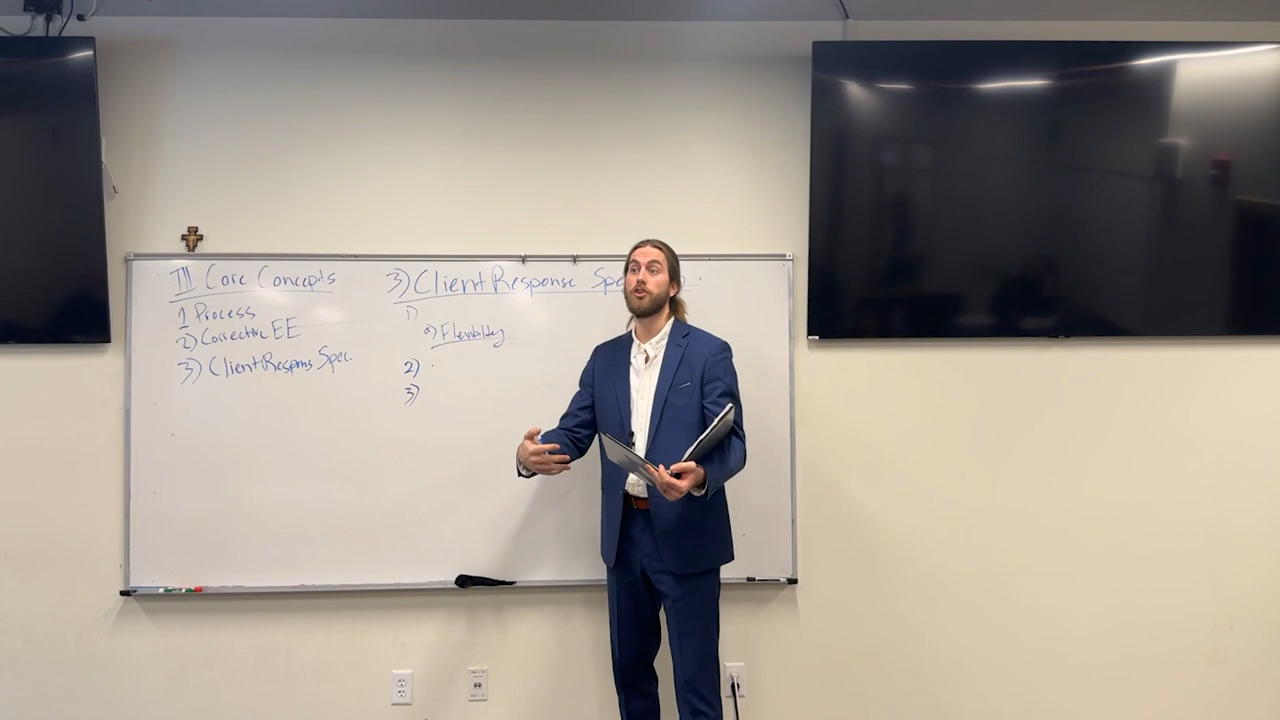 III Core Concepts
1 Process
2) Corrective EE
3) Client Respons Spec.
3) Client Response Spe
1)
a) Flexibility
2)
3)